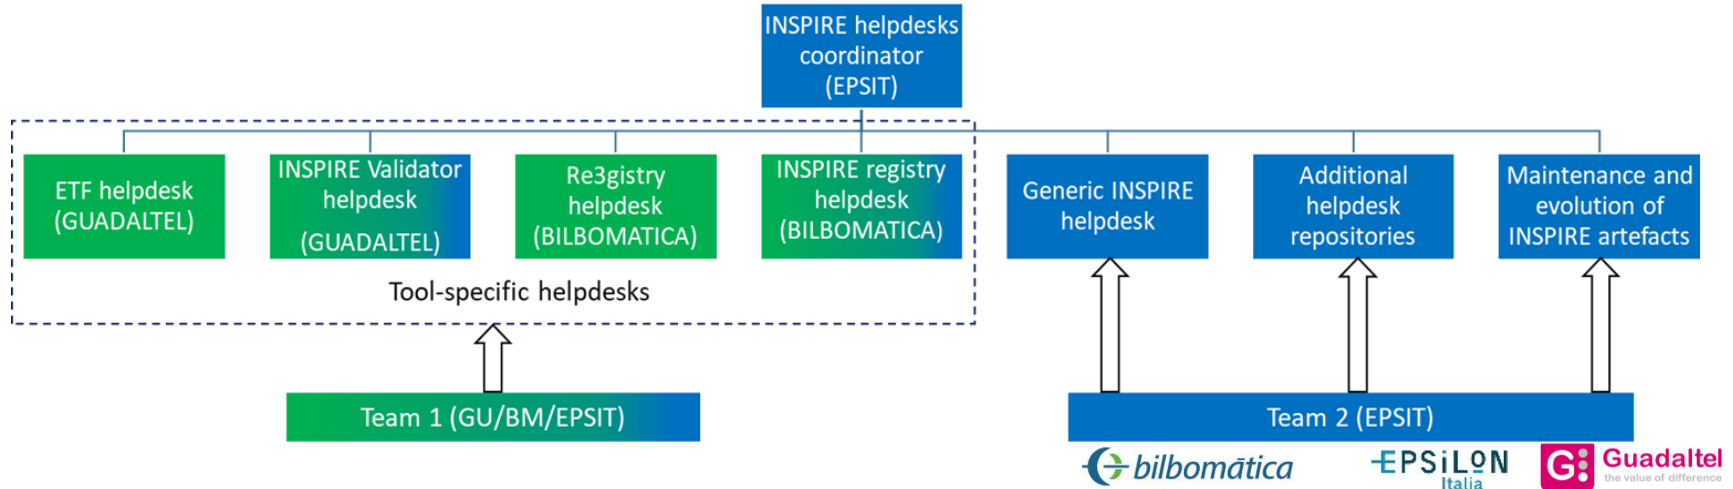 INSPIRE helpdesks
coordinator
(EPSIT)
ETF helpdesk
(GUADALTEL)
INSPIRE Validator
helpdesk
(GUADALTEL)
Re3gistry
helpdesk
(BILBOMATICA)
INSPIRE registry
helpdesk
(BILBOMATICA)
Generic INSPIRE
helpdesk
Additional
helpdesk
repositories
Maintenance and
evolution of
INSPIRE artefacts
Tool-specific helpdesks
Team 1 (GU/BM/EPSIT)
Team 2 (EPSIT)
bilbomātica
EPSiLON
Italia
G:
Guadaltel
the value of difference